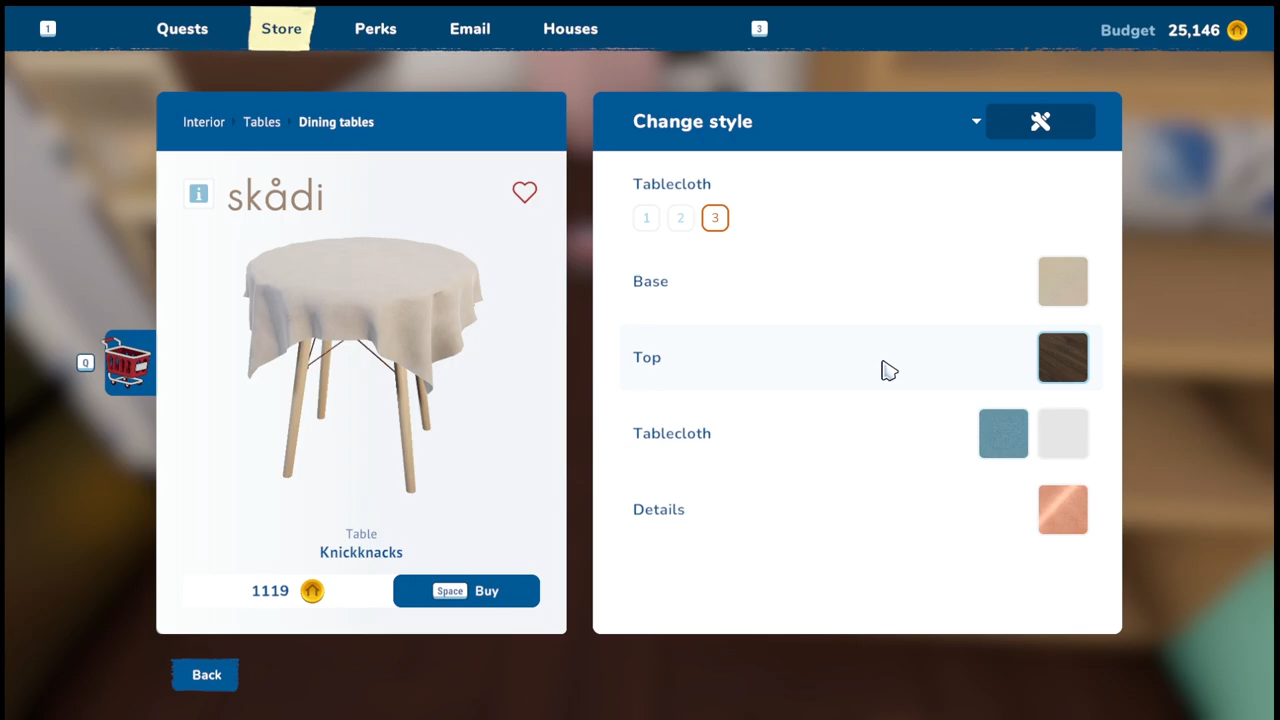 1 Quests Store Perks Email Houses 3 Budget 25,146
Interior Tables Dining tables
Change style
i skådi
Tablecloth
1 2 3
Base
Top
Q
Tablecloth
Details
Table
Knickknacks
1119 Space Buy
Back